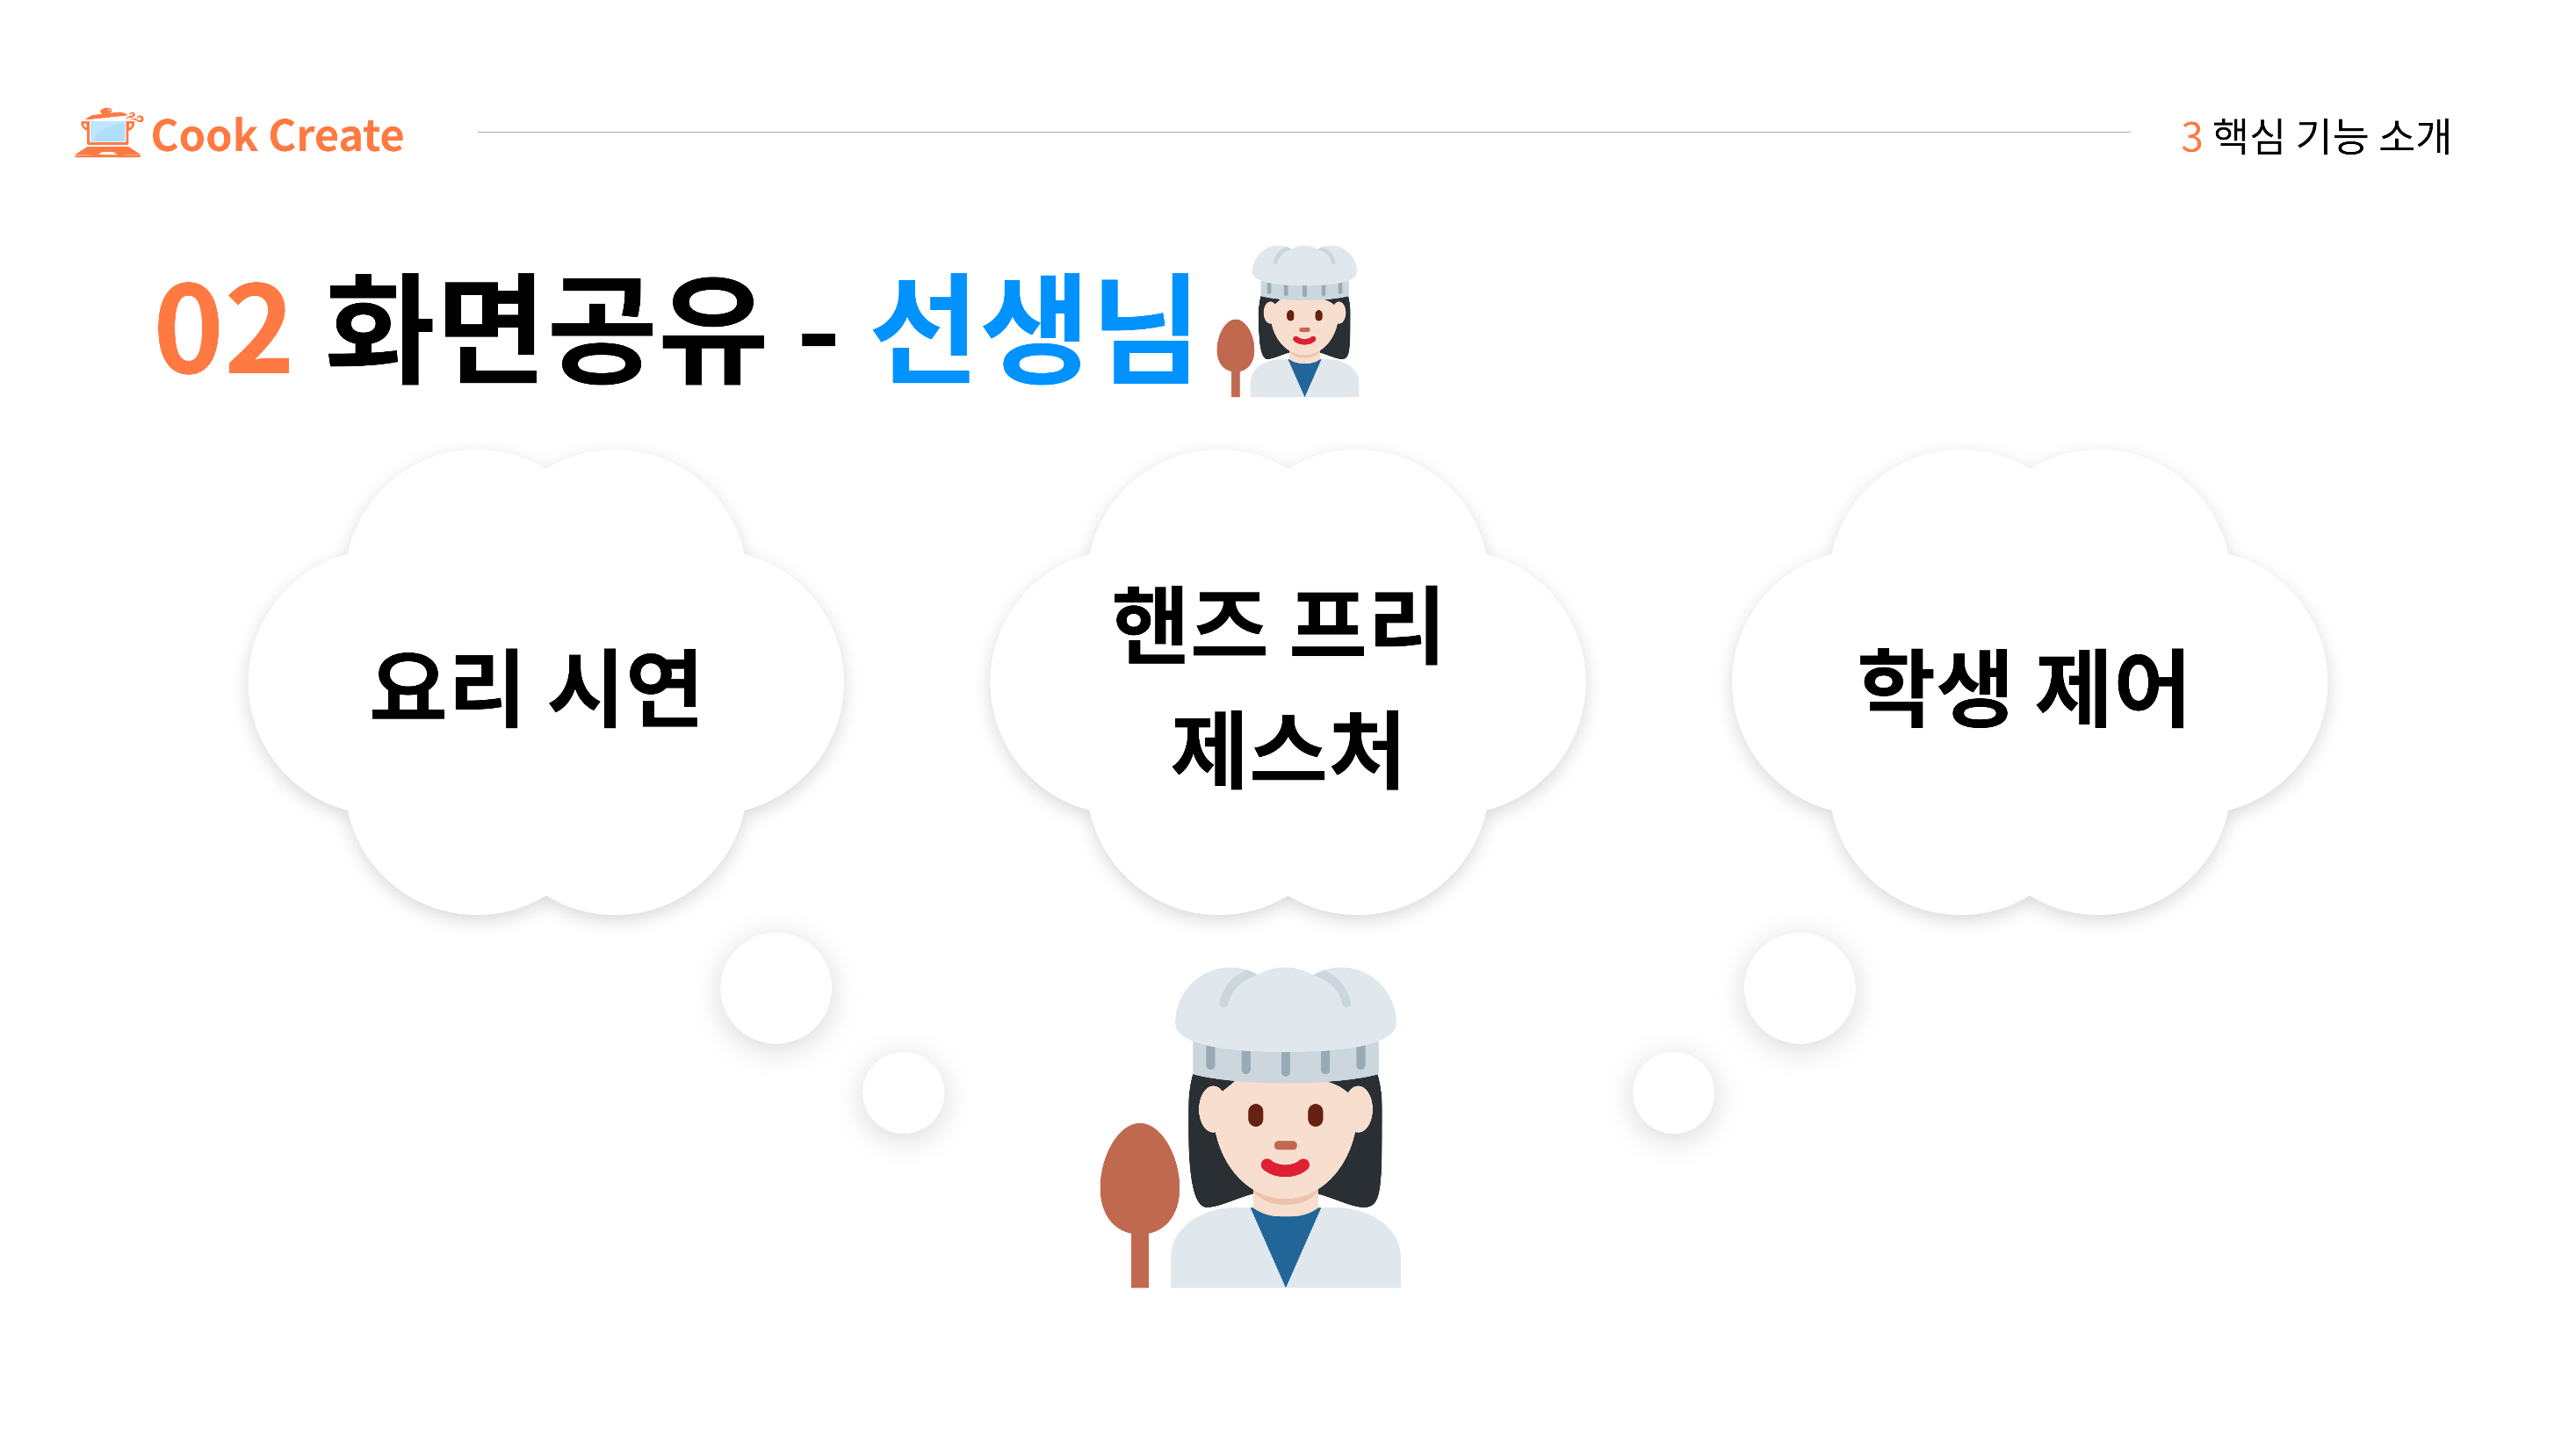 Cook Create
3 핵심 기능 소개
02 화면공유 - 선생님
요리 시연
핸즈 프리
제스처
학생 제어